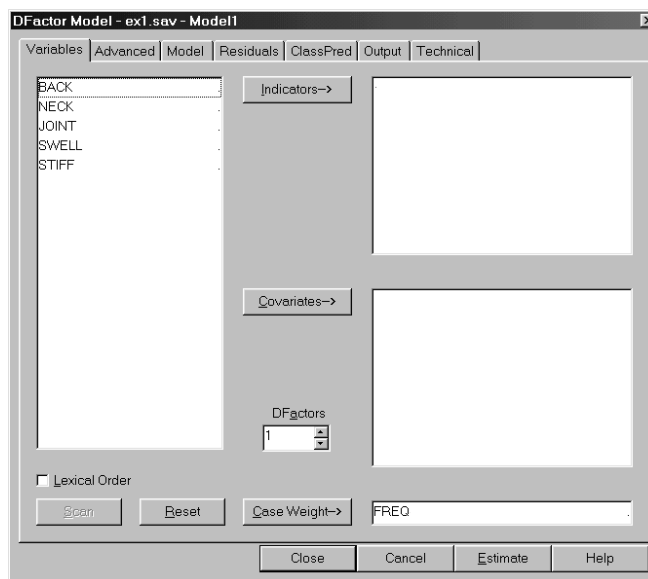 DFactor Model - ex1.sav - Model1
Variables Advanced Model Residuals ClassPred Output Technical
BACK .
NECK .
JOINT .
SWELL .
STIFF .
Indicators-->
.
Covariates-->
DFactors
1
Lexical Order
Scan Reset Case Weight--> FREQ .
Close Cancel Estimate Help